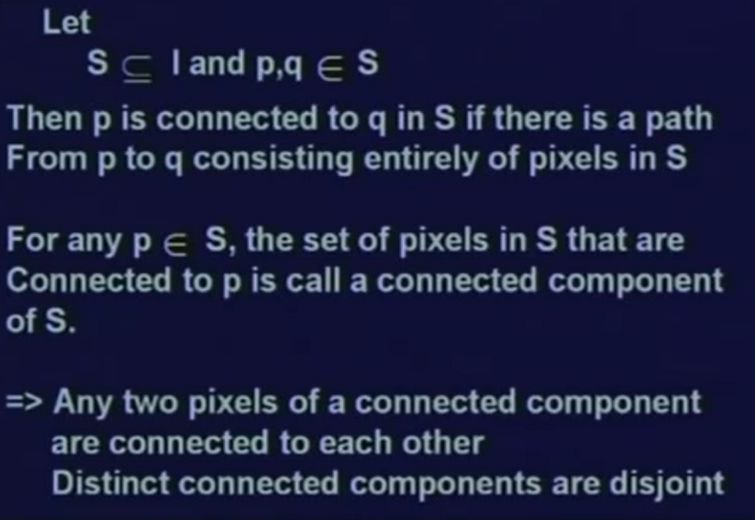 Let
S ⊆ I and p,q ∈ S
Then p is connected to q in S if there is a path
From p to q consisting entirely of pixels in S
For any p ∈ S, the set of pixels in S that are
Connected to p is call a connected component
of S.
=> Any two pixels of a connected component
are connected to each other
Distinct connected components are disjoint